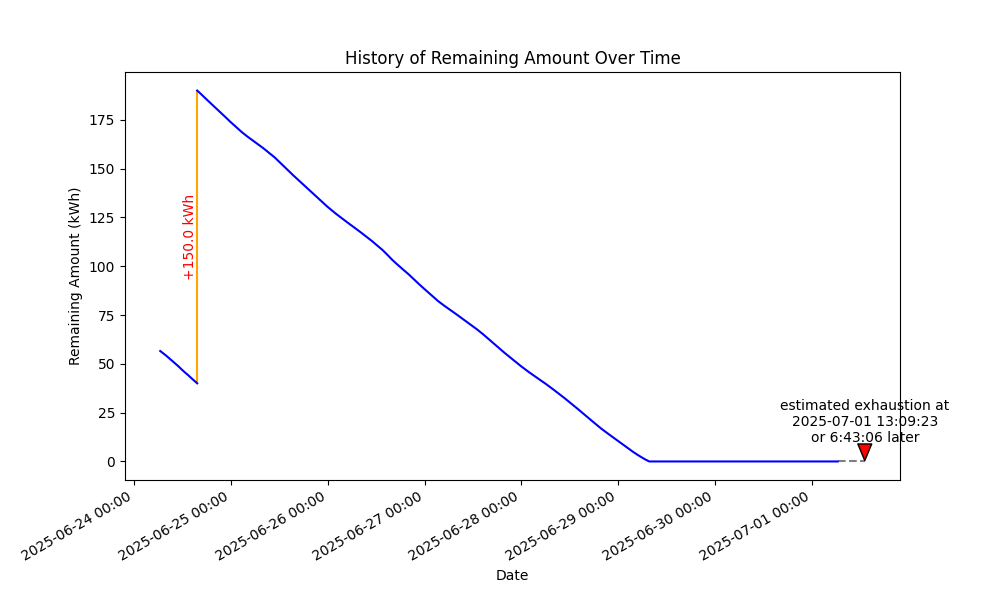 History of Remaining Amount Over Time
Remaining Amount (kWh)
175
150
125
100
75
50
25
0
+150.0 kWh
estimated exhaustion at
2025-07-01 13:09:23
or 6:43:06 later
2025-06-24 00:00
2025-06-25 00:00
2025-06-26 00:00
2025-06-27 00:00
2025-06-28 00:00
2025-06-29 00:00
2025-06-30 00:00
2025-07-01 00:00
Date